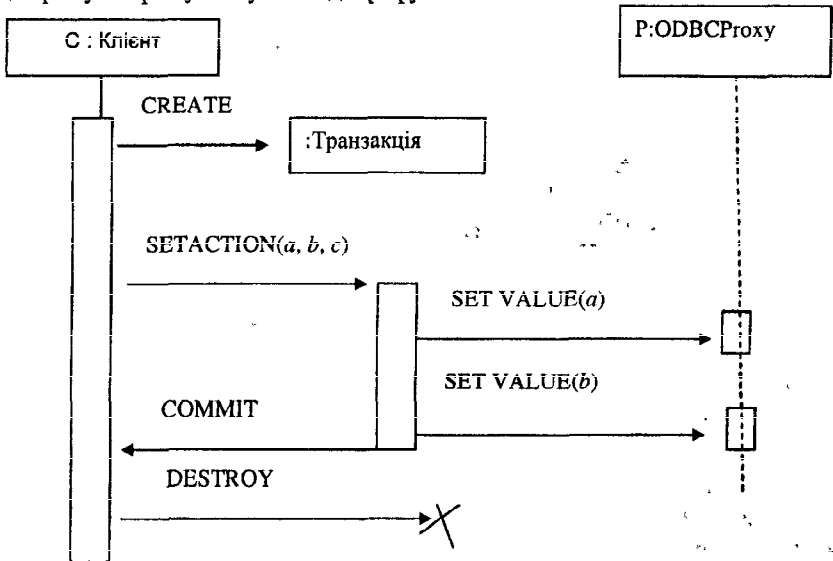 С : Клієнт
P:ODBCProxy
CREATE
:Транзакція
SETACTION(a, b, c)
SET VALUE(a)
SET VALUE(b)
COMMIT
DESTROY